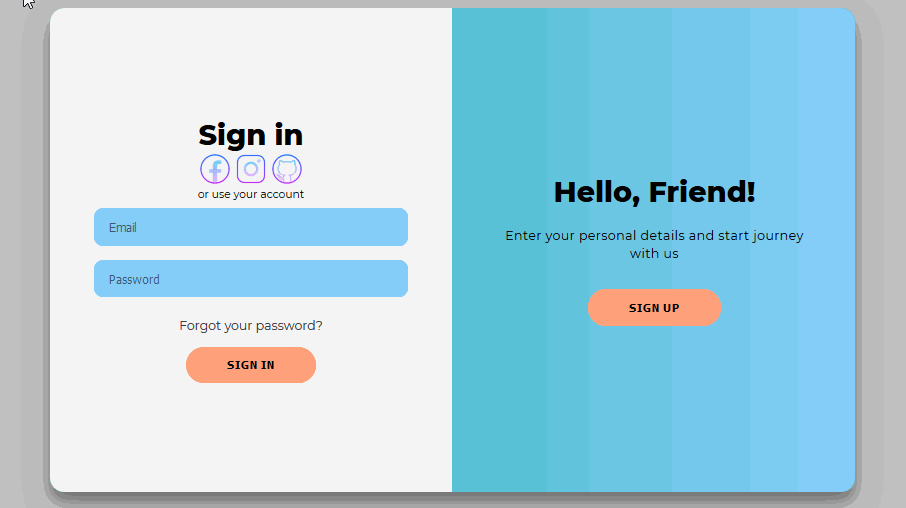 Sign in
or use your account
Email
Password
Forgot your password?
SIGN IN
Hello, Friend!
Enter your personal details and start journey
with us
SIGN UP